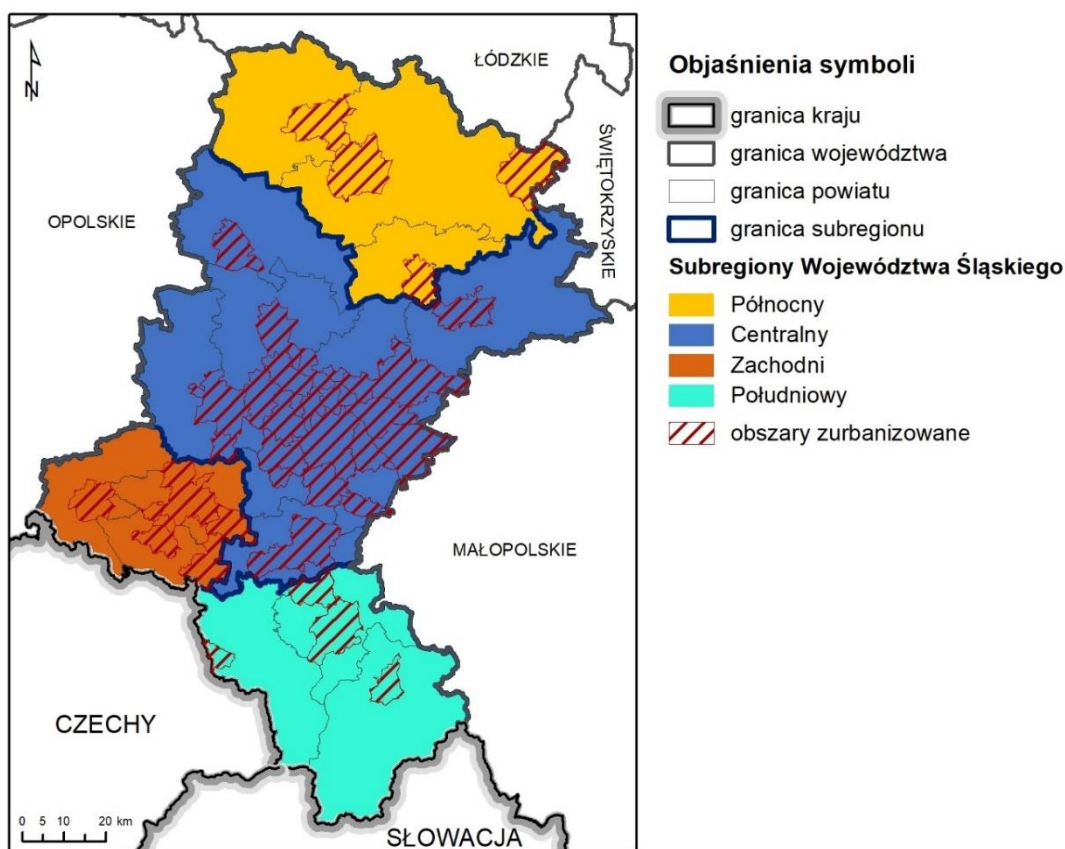 N
ŁÓDZKIE
ŚWIĘTOKRZYSKIE
OPOLSKIE
MAŁOPOLSKIE
CZECHY
SŁOWACJA
0 5 10 20 km
Objaśnienia symboli
granica kraju
granica województwa
granica powiatu
granica subregionu
Subregiony Województwa Śląskiego
Północny
Centralny
Zachodni
Południowy
obszary zurbanizowane